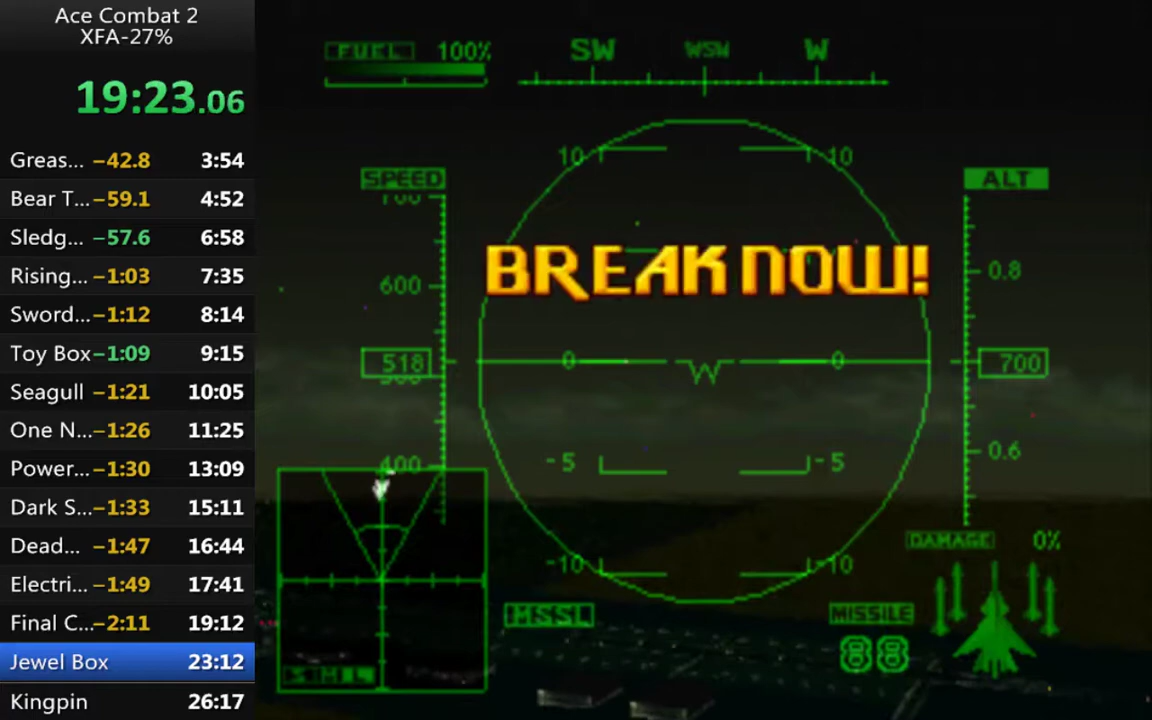 Ace Combat 2
XFA-27%
19:23.06
Greas... −42.8 3:54
Bear T... −59.1 4:52
Sledg... −57.6 6:58
Rising... −1:03 7:35
Sword... −1:12 8:14
Toy Box −1:09 9:15
Seagull −1:21 10:05
One N... −1:26 11:25
Power... −1:30 13:09
Dark S... −1:33 15:11
Dead... −1:47 16:44
Electri... −1:49 17:41
Final C... −2:11 19:12
Jewel Box 23:12
Kingpin 26:17
FUEL 100%
SW WSW W
10 10
SPEED ALT
700
BREAK NOW!
600 0.8
518 0 0 700
400 -5 -5 0.6
DAMAGE 0%
-10 -10
MSSL MISSILE
88